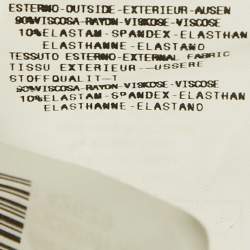 ESTERNO-OUTSIDE-EXTERIEUR-AUSEN
90%VISCOSA-RAYON-VISKOSE-VISCOSE
10%ELASTAM-SPANDEX-ELASTHAN
ELASTHANNE-ELASTANO
TESSUTO ESTERNO-EXTERNAL FABRIC
TISSU EXTERIEUR--USSERE
STOFFQUALIT-T
90%VISCOSA-RAYON-VISKOSE-VISCOSE
10%ELASTAM-SPANDEX-ELASTHAN
ELASTHANNE-ELASTANO